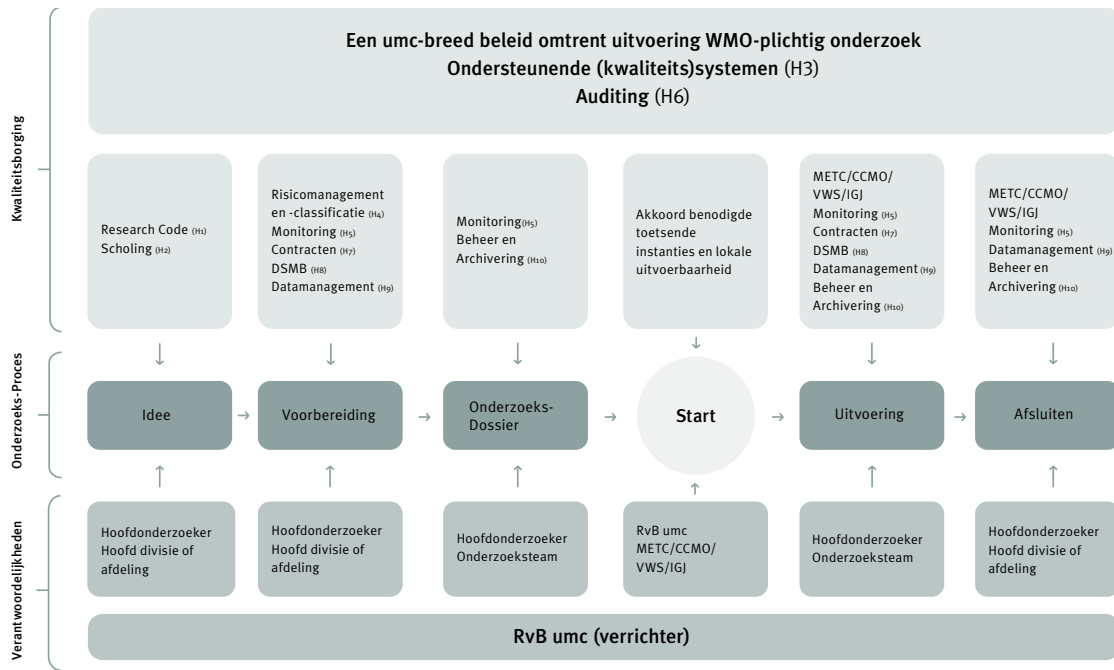 Kwaliteitsborging
Een umc-breed beleid omtrent uitvoering WMO-plichtig onderzoek
Ondersteunende (kwaliteits)systemen (H3)
Auditing (H6)
Research Code (H1)
Scholing (H2)
Risicomanagement
en -classificatie (H4)
Monitoring (H5)
Contracten (H7)
DSMB (H8)
Datamanagement (H9)
Monitoring(H5)
Beheer en
Archivering (H10)
Akkoord benodigde
toetsende
instanties en lokale
uitvoerbaarheid
METC/CCMO/
VWS/IGJ
Monitoring (H5)
Contracten (H7)
DSMB (H8)
Datamanagement (H9)
Beheer en
Archivering (H10)
METC/CCMO/
VWS/IGJ
Monitoring (H5)
Datamanagement (H9)
Beheer en
Archivering (H10)
Onderzoeks-Proces
Idee
Voorbereiding
Onderzoeks-
Dossier
Start
Uitvoering
Afsluiten
Verantwoordelijkheden
Hoofdonderzoeker
Hoofd divisie of
afdeling
Hoofdonderzoeker
Hoofd divisie of
afdeling
Hoofdonderzoeker
Onderzoeksteam
RvB umc
METC/CCMO/
VWS/IGJ
Hoofdonderzoeker
Onderzoeksteam
Hoofdonderzoeker
Hoofd divisie of
afdeling
RvB umc (verrichter)